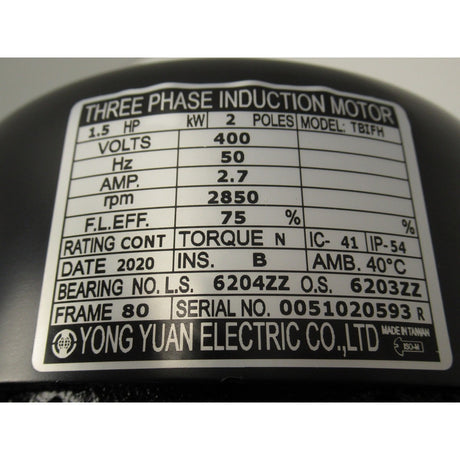 THREE PHASE INDUCTION MOTOR
1.5 HP kW 2 POLES MODEL: TBIFH
VOLTS 400
Hz 50
AMP. 2.7
rpm 2850
F.L.EFF. 75 % %
RATING CONT TORQUE N IC- 41 IP-54
DATE 2020 INS. B AMB. 40°C
BEARING NO. L.S. 6204ZZ O.S. 6203ZZ
FRAME 80 SERIAL NO. 0051020593 R
YONG YUAN ELECTRIC CO.,LTD MADE IN TAIWAN
ISO-M